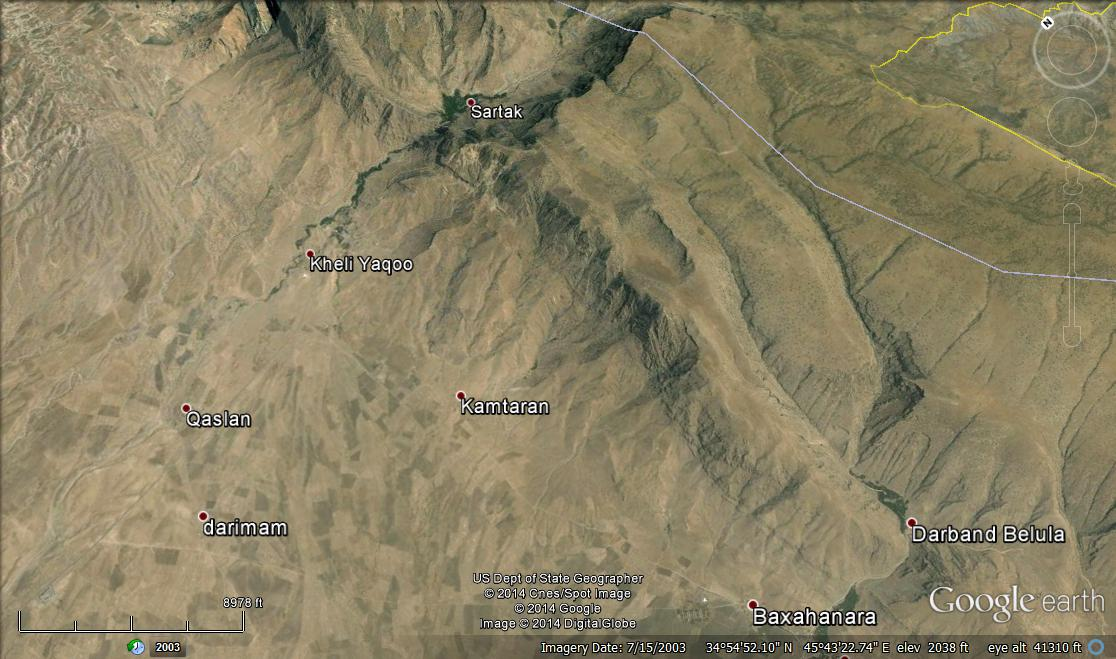 N
Sartak
Kheli Yaqoo
Kamtaran
Qaslan
darimam
Darband Belula
US Dept of State Geographer
© 2014 Cnes/Spot Image
© 2014 Google
Image © 2014 DigitalGlobe
8978 ft
Google earth
Baxahanara
2003
Imagery Date: 7/15/2003 34°54'52.10" N 45°43'22.74" E elev 2038 ft eye alt 41310 ft